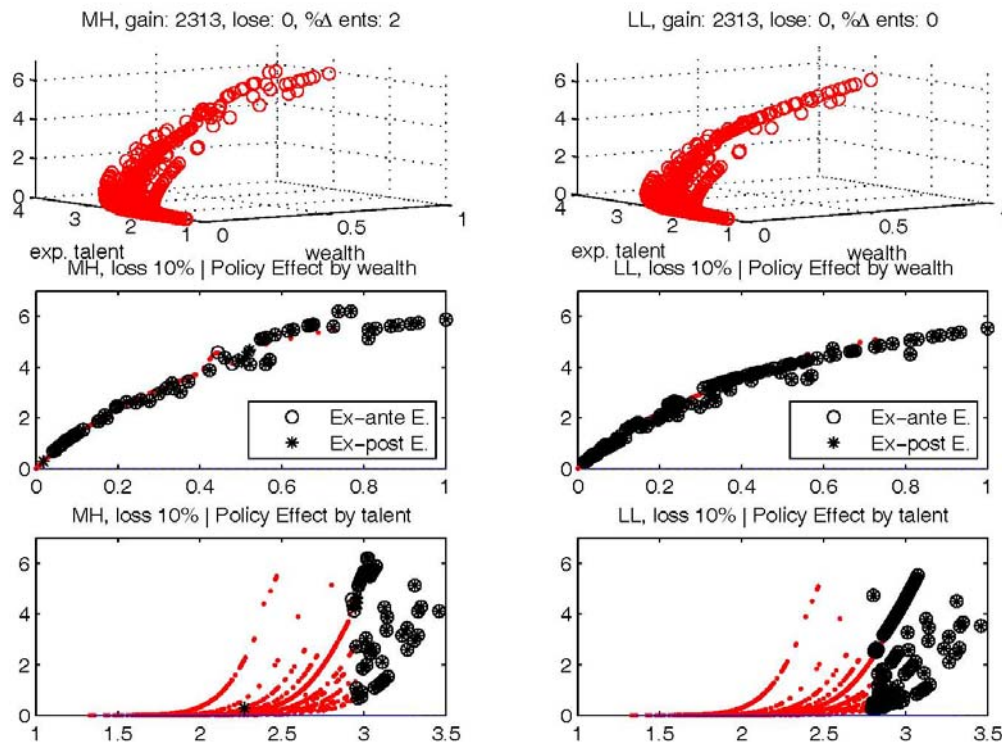 MH, gain: 2313, lose: 0, %Δ ents: 2
6
4
2
0
4
3
2
1
0
0.5
1
exp. talent
wealth
LL, gain: 2313, lose: 0, %Δ ents: 0
6
4
2
0
4
3
2
1
0
0.5
1
exp. talent
wealth
MH, loss 10% | Policy Effect by wealth
6
4
2
0
Ex-ante E.
Ex-post E.
0 0.2 0.4 0.6 0.8 1
LL, loss 10% | Policy Effect by wealth
6
4
2
0
Ex-ante E.
Ex-post E.
0 0.2 0.4 0.6 0.8 1
MH, loss 10% | Policy Effect by talent
6
4
2
0
1 1.5 2 2.5 3 3.5
LL, loss 10% | Policy Effect by talent
6
4
2
0
1 1.5 2 2.5 3 3.5